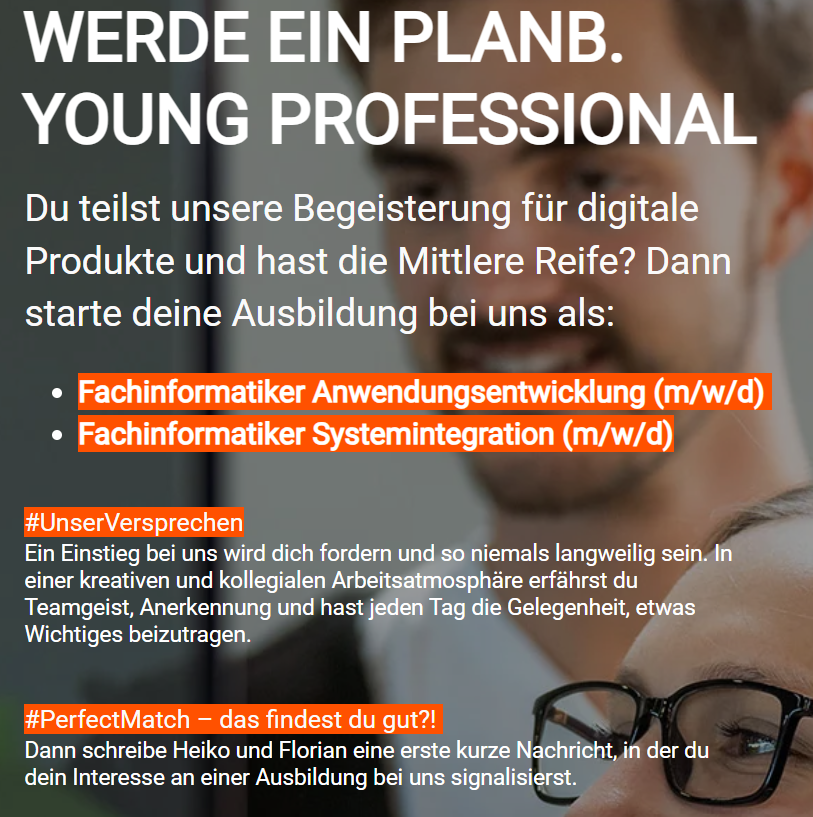 WERDE EIN PLANB.
YOUNG PROFESSIONAL
Du teilst unsere Begeisterung für digitale
Produkte und hast die Mittlere Reife? Dann
starte deine Ausbildung bei uns als:
• Fachinformatiker Anwendungsentwicklung (m/w/d)
• Fachinformatiker Systemintegration (m/w/d)
#UnserVersprechen
Ein Einstieg bei uns wird dich fordern und so niemals langweilig sein. In
einer kreativen und kollegialen Arbeitsatmosphäre erfährst du
Teamgeist, Anerkennung und hast jeden Tag die Gelegenheit, etwas
Wichtiges beizutragen.
#PerfectMatch – das findest du gut?!
Dann schreibe Heiko und Florian eine erste kurze Nachricht, in der du
dein Interesse an einer Ausbildung bei uns signalisierst.